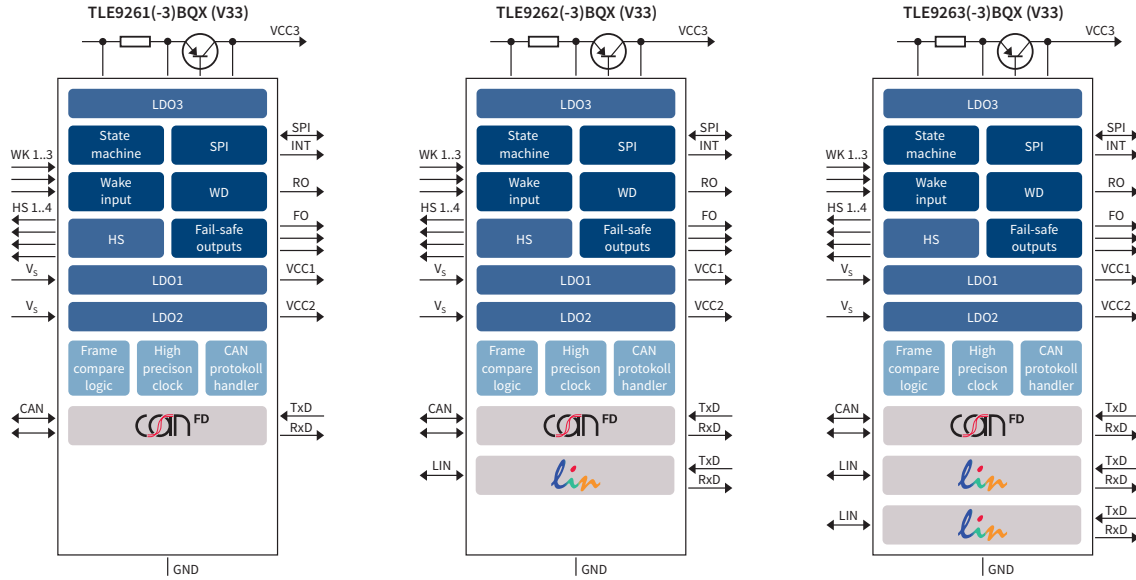 TLE9261(-3)BQX (V33)
VCC3
LDO3
State
machine
SPI
SPI
INT
WK 1..3
Wake
input
WD
RO
HS 1..4
HS
Fail-safe
outputs
FO
Vs
LDO1
VCC1
Vs
LDO2
VCC2
Frame
compare
logic
High
precison
clock
CAN
protokoll
handler
CAN
CAN FD
TxD
RxD
GND
TLE9262(-3)BQX (V33)
VCC3
LDO3
State
machine
SPI
SPI
INT
WK 1..3
Wake
input
WD
RO
HS 1..4
HS
Fail-safe
outputs
FO
Vs
LDO1
VCC1
Vs
LDO2
VCC2
Frame
compare
logic
High
precison
clock
CAN
protokoll
handler
CAN
CAN FD
TxD
RxD
LIN
lin
TxD
RxD
GND
TLE9263(-3)BQX (V33)
VCC3
LDO3
State
machine
SPI
SPI
INT
WK 1..3
Wake
input
WD
RO
HS 1..4
HS
Fail-safe
outputs
FO
Vs
LDO1
VCC1
Vs
LDO2
VCC2
Frame
compare
logic
High
precison
clock
CAN
protokoll
handler
CAN
CAN FD
TxD
RxD
LIN
lin
TxD
RxD
LIN
lin
TxD
RxD
GND